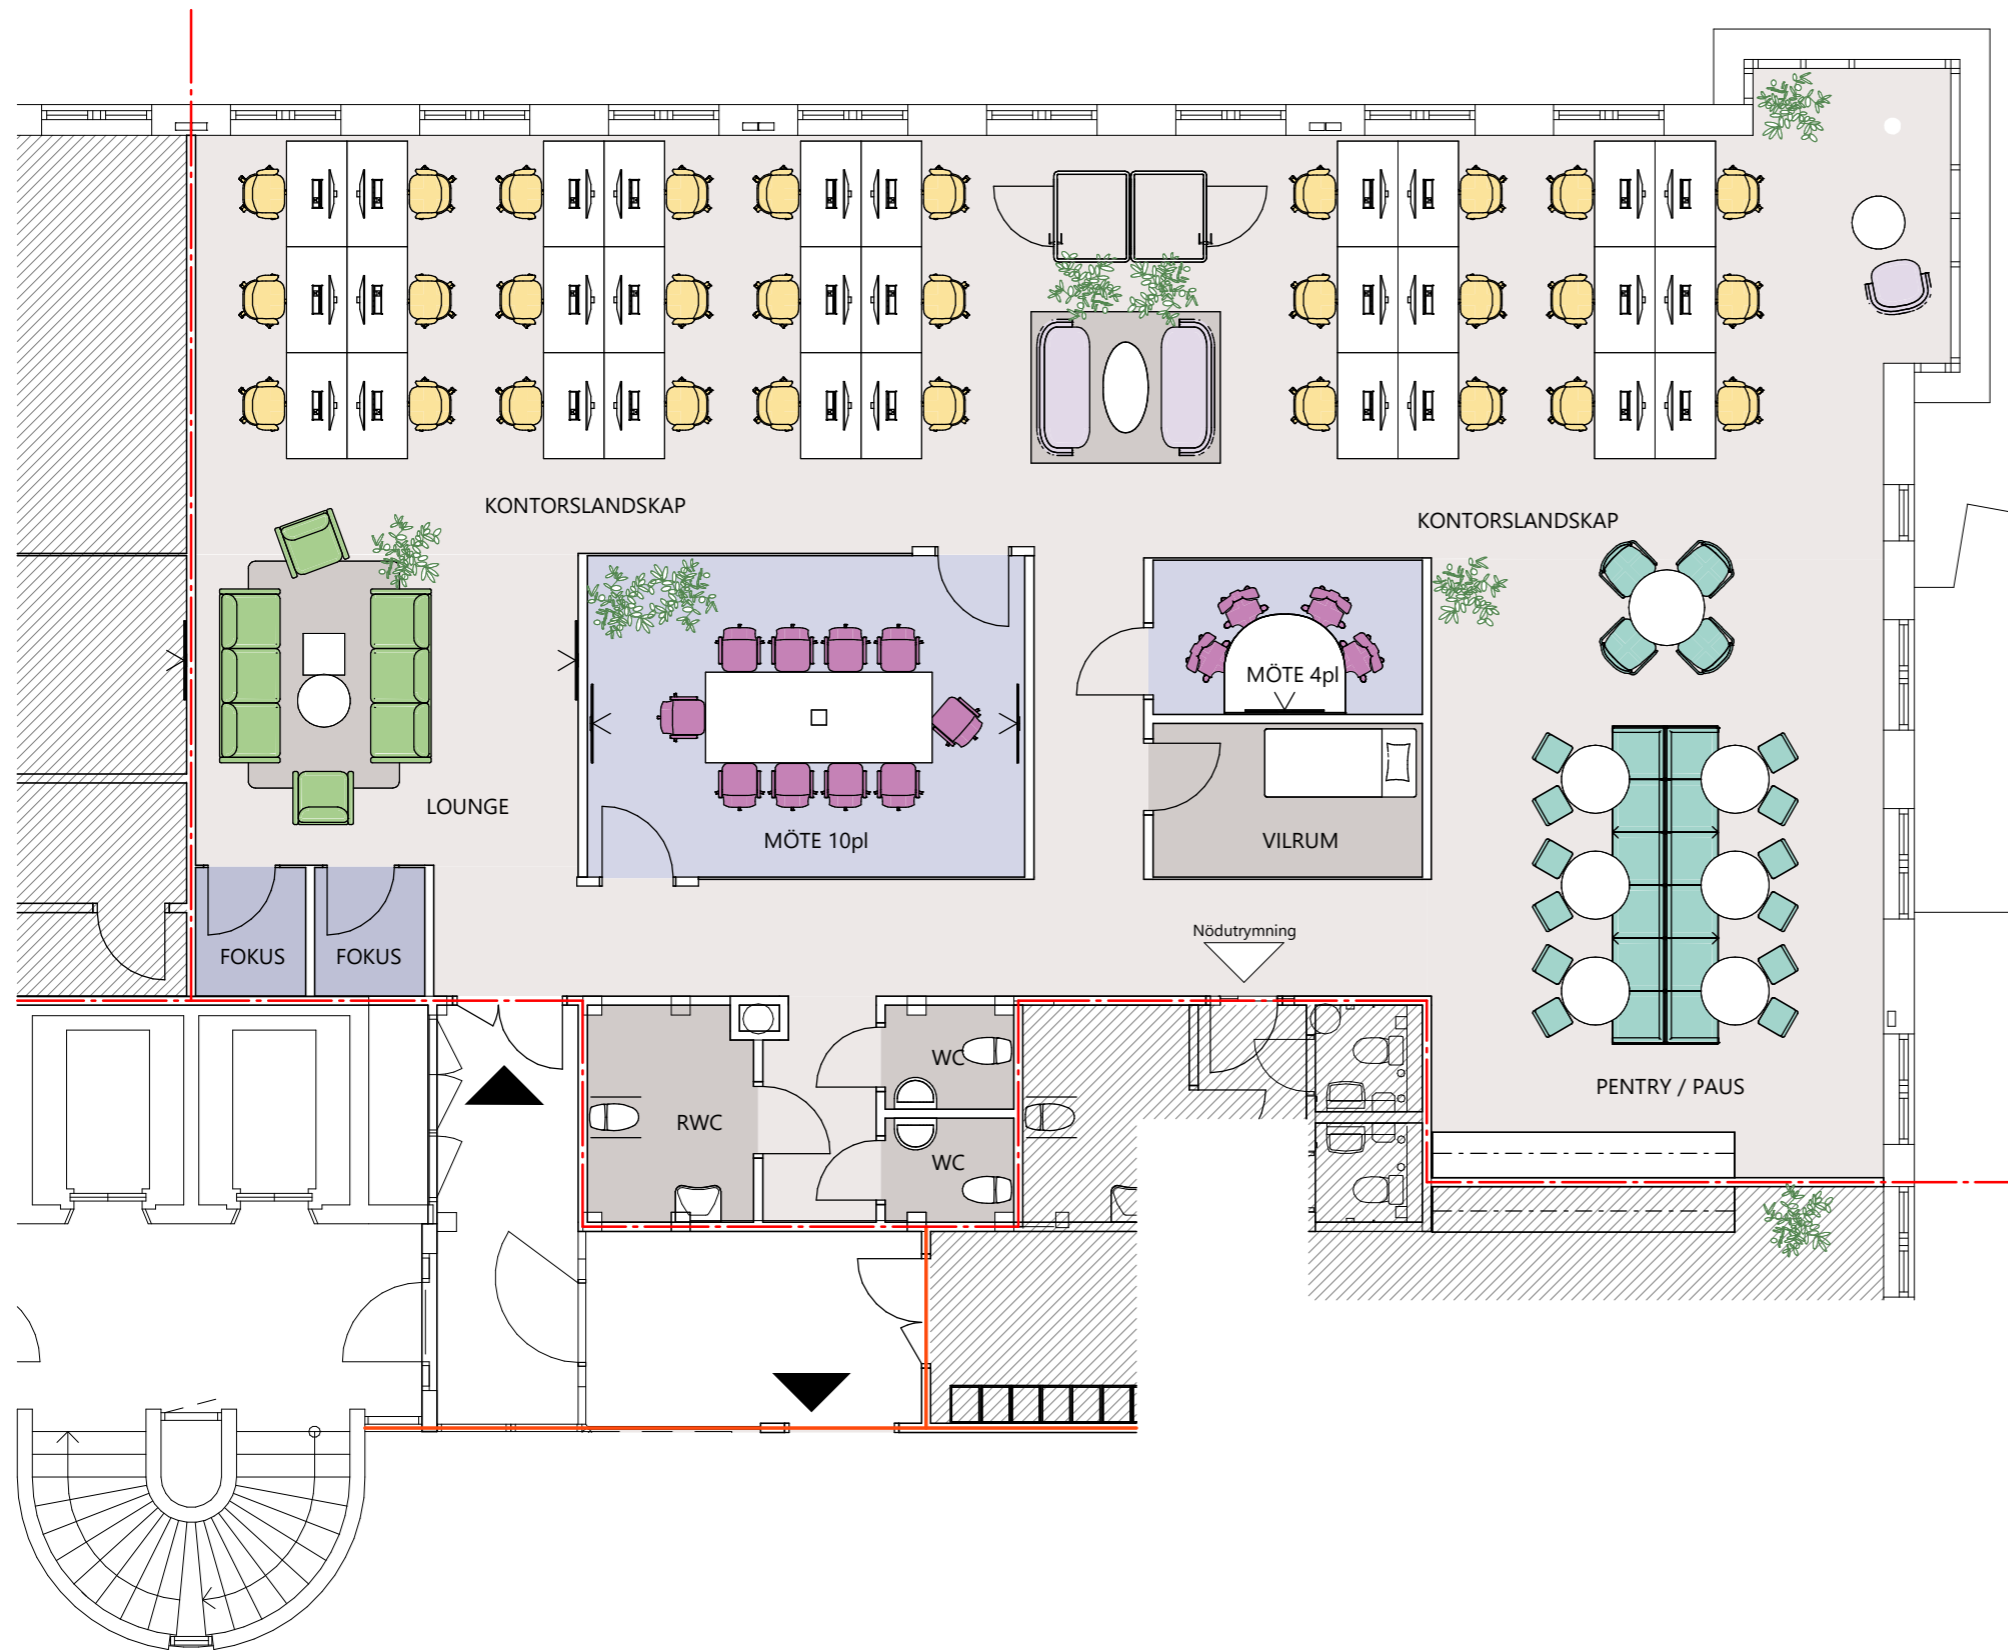 KONTORSLANDSKAP
KONTORSLANDSKAP
MÖTE 4pl
LOUNGE
MÖTE 10pl
VILRUM
Nödutrymning
FOKUS
FOKUS
WC
PENTRY / PAUS
RWC
WC